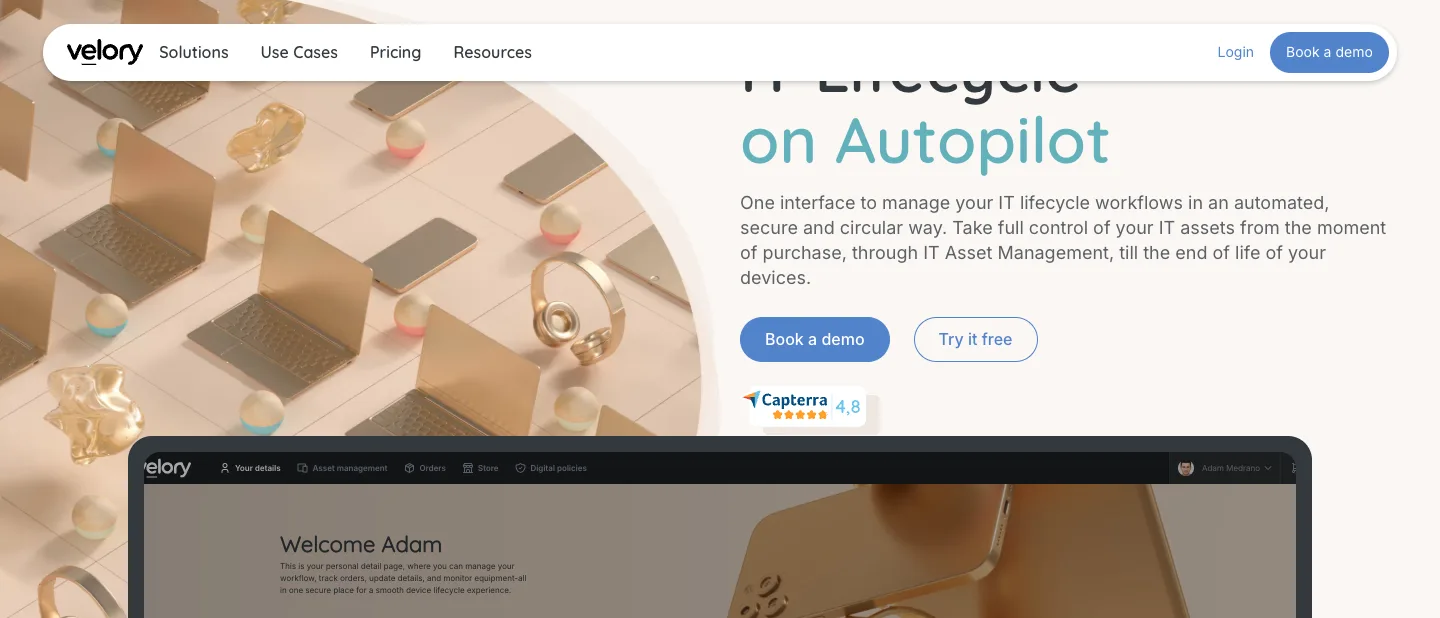 velory Solutions Use Cases Pricing Resources Login Book a demo
IT Lifecycle
on Autopilot
One interface to manage your IT lifecycle workflows in an automated,
secure and circular way. Take full control of your IT assets from the moment
of purchase, through IT Asset Management, till the end of life of your
devices.
Book a demo Try it free
Capterra 4,8
velory Your details Asset management Orders Store Digital policies Adam Medrano
Welcome Adam
This is your personal detail page, where you can manage your
workflow, track orders, update details, and monitor equipment-all
in one secure place for a smooth device lifecycle experience.